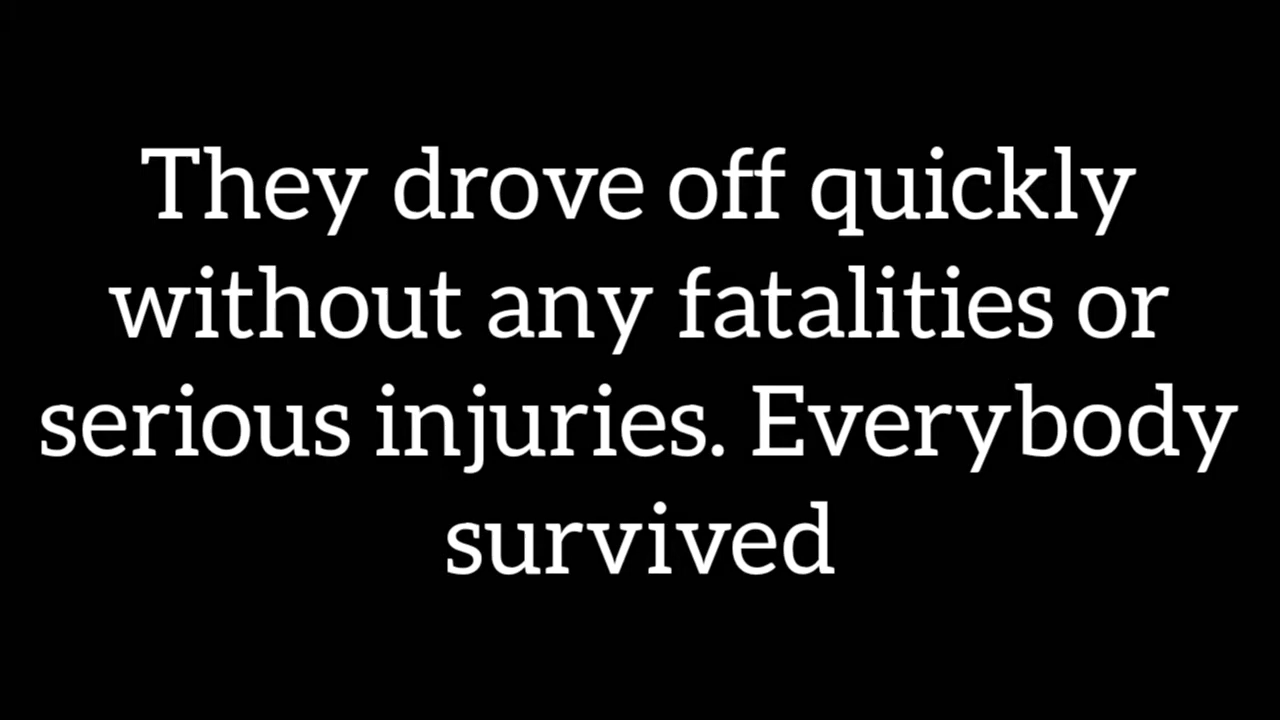 They drove off quickly
without any fatalities or
serious injuries. Everybody
survived